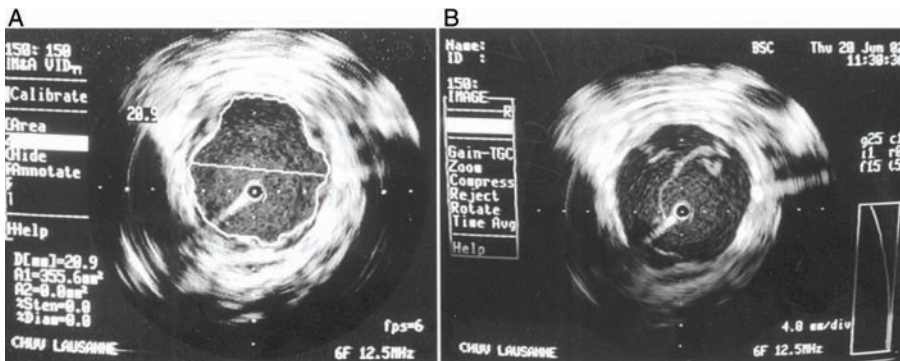 A
150: 150
IM&A VID
Calibrate
20.9
Area
Hide
Annotate
Help
D[mm]=20.9
A1=355.6mm²
A2=0.0mm²
%Sten=0.0
%Diam=0.0
fps=6
CHUV LAUSANNE
6F 12.5MHz
B
Name:
ID :
BSC
Thu 20 Jun 02
11:30:36
150:
IMAGE
R
Gain-TGC
Zoom
Compress
Reject
Rotate
Time Avg
Help
g25
f15
4.0 mm/div
CHUV LAUSANNE
6F 12.5MHz